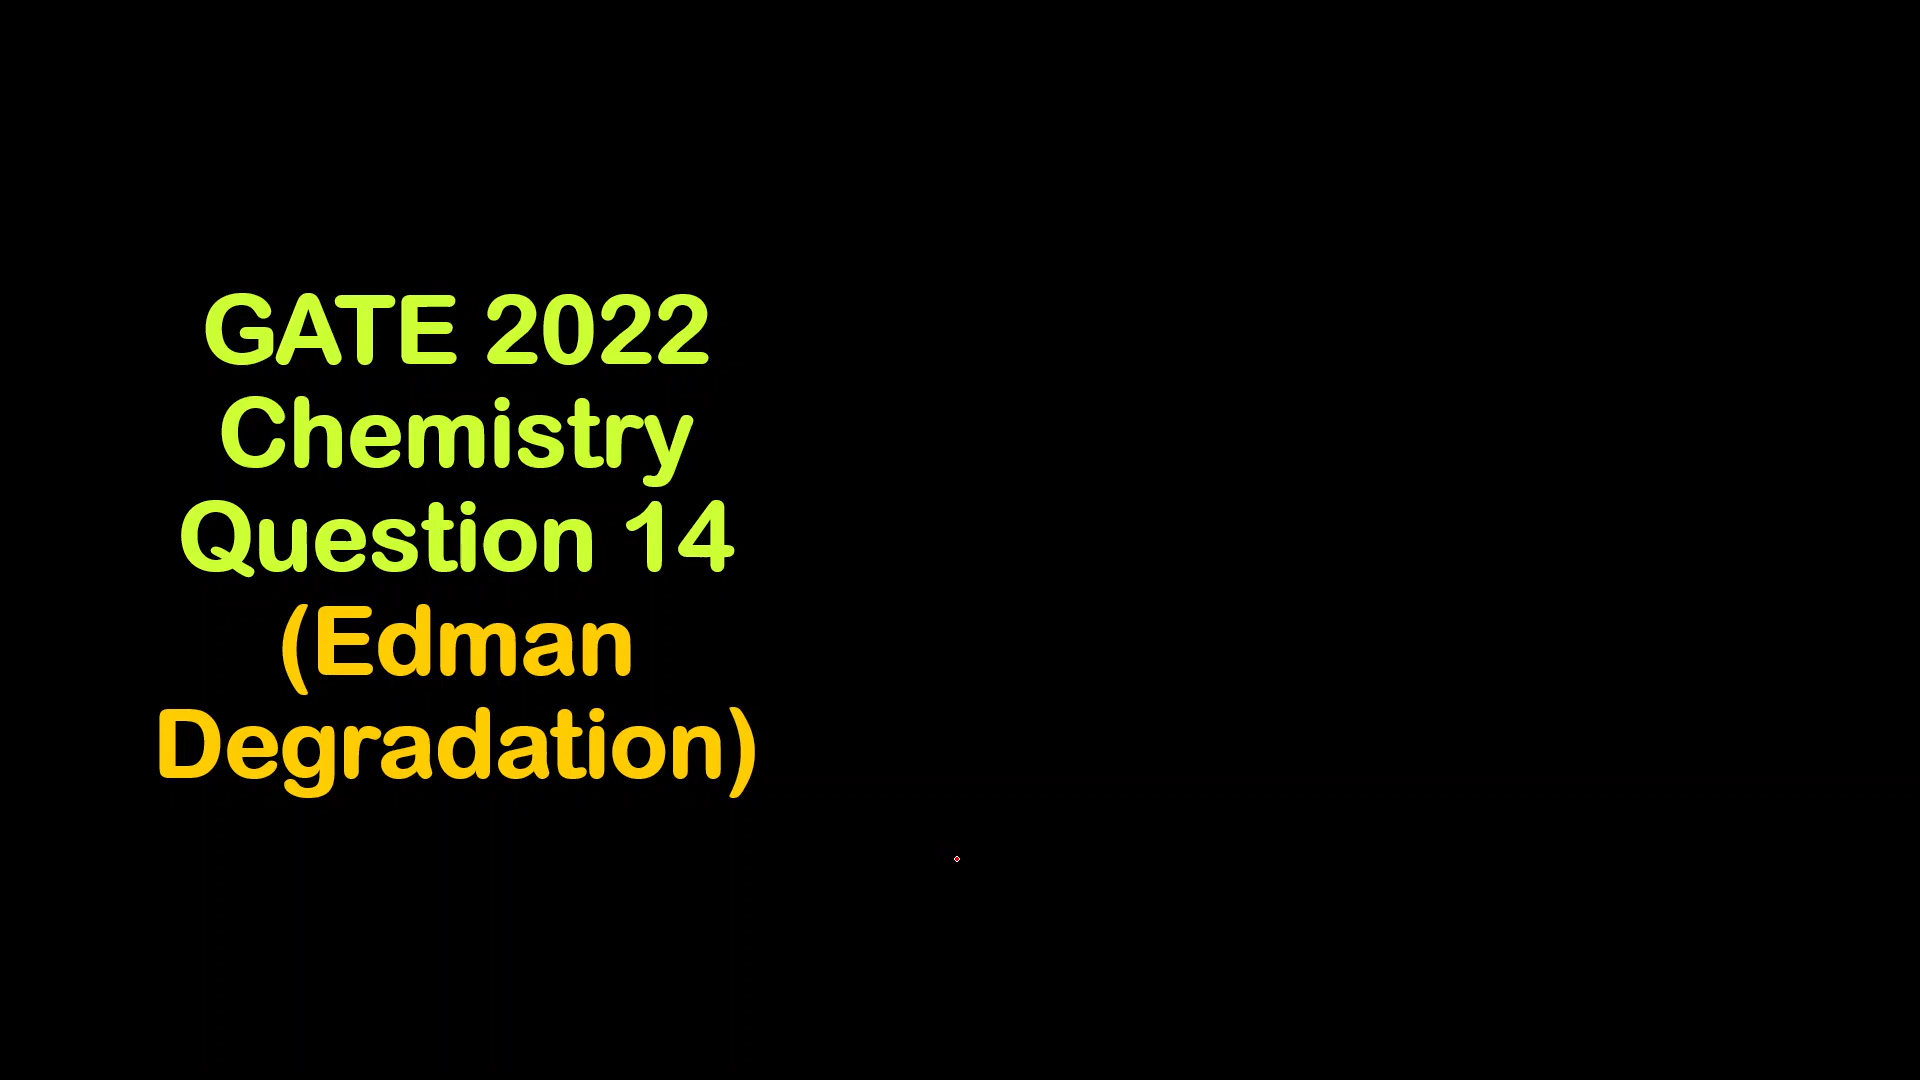 GATE 2022
Chemistry
Question 14
(Edman
Degradation)